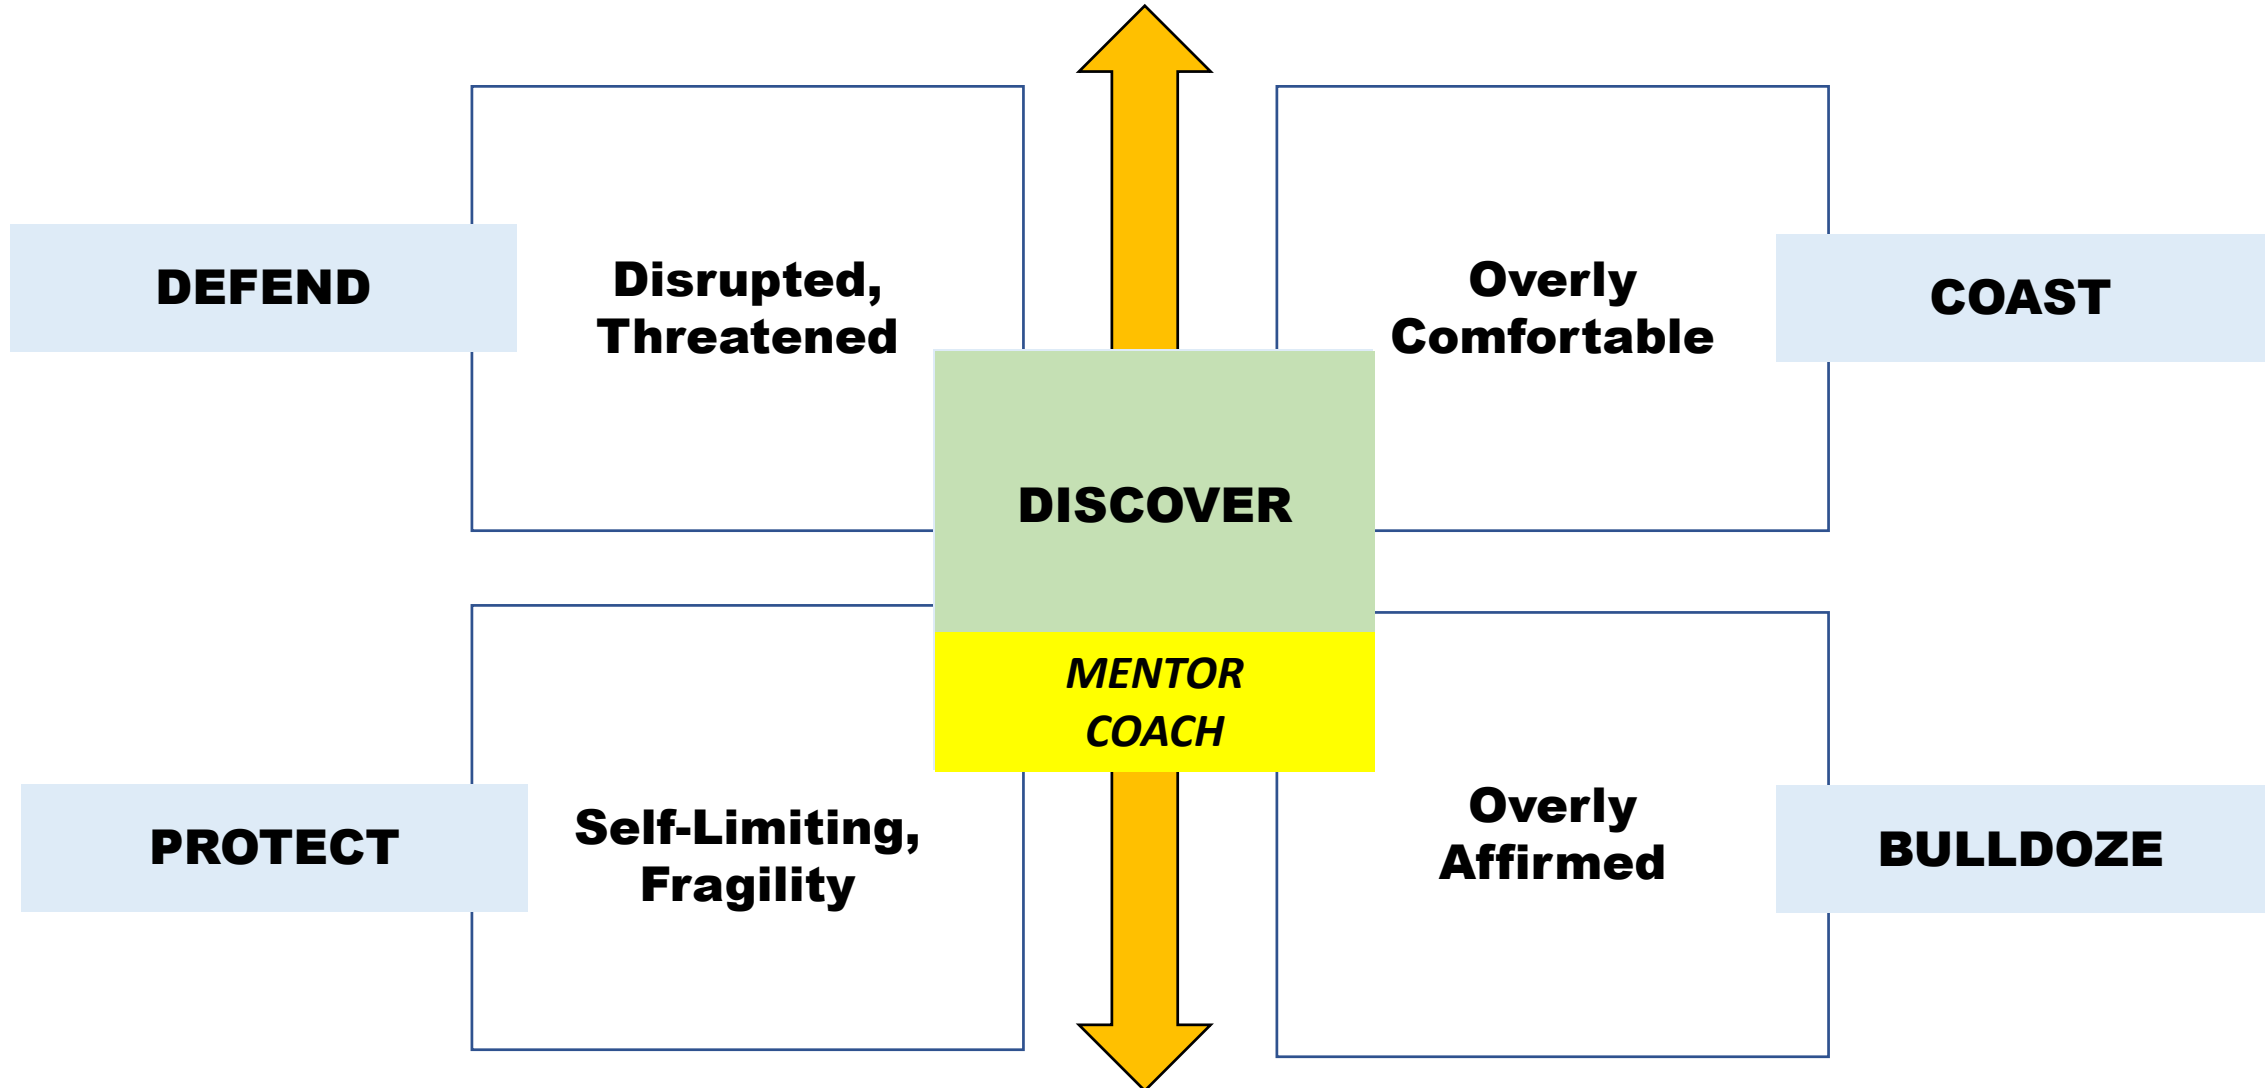 DEFEND
Disrupted,
Threatened
Overly
Comfortable
COAST
DISCOVER
MENTOR
COACH
PROTECT
Self-Limiting,
Fragility
Overly
Affirmed
BULLDOZE